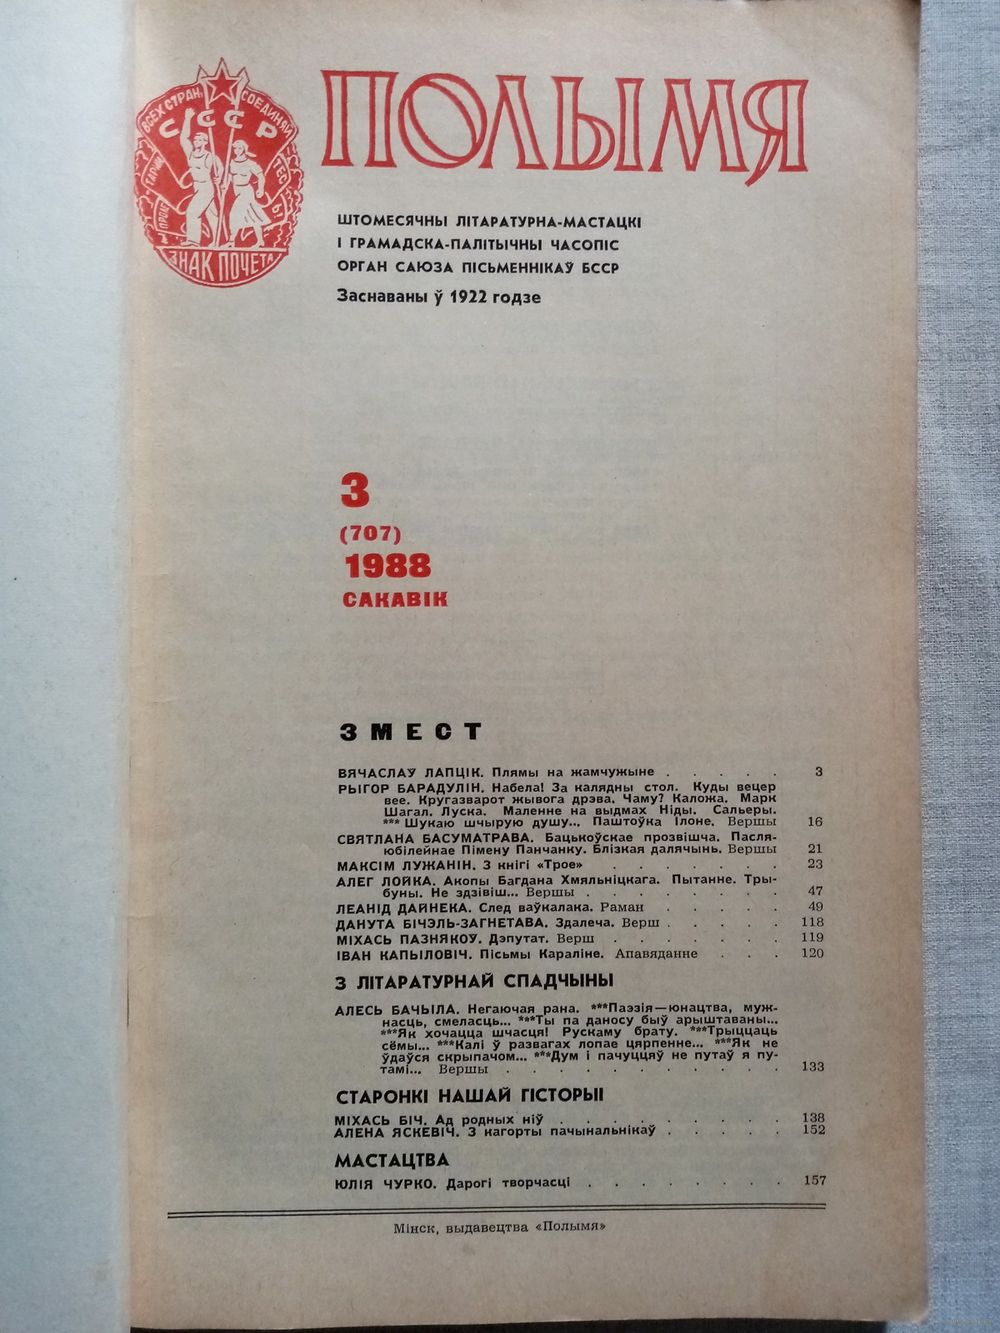 ВСЕХ СТРАН, СОЕДИНЯЙ
СССР
ПРОЛЕ ТАРИИ ТЕС Ь!
ЗНАК ПОЧЕТА
ПОЛЫМЯ
ШТОМЕСЯЧНЫ ЛІТАРАТУРНА-МАСТАЦКІ
І ГРАМАДСКА-ПАЛІТЫЧНЫ ЧАСОПІС
ОРГАН САЮЗА ПІСЬМЕННІКАЎ БССР
Заснаваны ў 1922 годзе
3
(707)
1988
САКАВІК
ЗМЕСТ
ВЯЧАСЛАЎ ЛАПЦІК. Плямы на жамчужыне . . . . . 3
РЫГОР БАРАДУЛІН. Набела! За калядны стол. Куды вецер
вее. Кругазварот жывога дрэва. Чаму? Каложа. Марк
Шагал. Луска. Маленне на выдмах Ніды. Сальеры.
*** Шукаю шчырую душу... Паштоўка Ілоне. Вершы 16
СВЯТЛАНА БАСУМАТРАВА. Бацькоўскае прозвішча. Пасля-
юбілейнае Пімену Панчанку. Блізкая далячынь. Вершы 21
МАКСІМ ЛУЖАНІН. З кнігі «Трое» . . . . . . . 23
АЛЕГ ЛОЙКА. Акопы Багдана Хмяльніцкага. Пытанне. Тры-
буны. Не здзівіш... Вершы . . . . . . . . 47
ЛЕАНІД ДАЙНЕКА. След ваўкалака. Раман . . . . . 49
ДАНУТА БІЧЭЛЬ-ЗАГНЕТАВА. Здалеча. Верш . . . . . 118
МІХАСЬ ПАЗНЯКОЎ. Дэпутат. Верш . . . . . . . 119
ІВАН КАПЫЛОВІЧ. Пісьмы Караліне. Апавяданне . . . 120
З ЛІТАРАТУРНАЙ СПАДЧЫНЫ
АЛЕСЬ БАЧЫЛА. Негаючая рана. ***Паэзія—юнацтва, муж-
насць, смеласць... ***Ты па даносу быў арыштаваны...
***Як хочацца шчасця! Рускаму брату. ***Трыццаць
сёмы... ***Калі ў развагах лопае цярпенне... ***Як не
ўдаўся скрыпачом... ***Дум і пачуццяў не путаў я пу-
тамі... Вершы . . . . . . . . . . . 133
СТАРОНКІ НАШАЙ ГІСТОРЫІ
МІХАСЬ БІЧ. Ад родных ніў . . . . . . . . . 138
АЛЕНА ЯСКЕВІЧ. З кагорты пачынальнікаў . . . . . 152
МАСТАЦТВА
ЮЛІЯ ЧУРКО. Дарогі творчасці . . . . . . . . 157
Мінск, выдавецтва «Полымя»